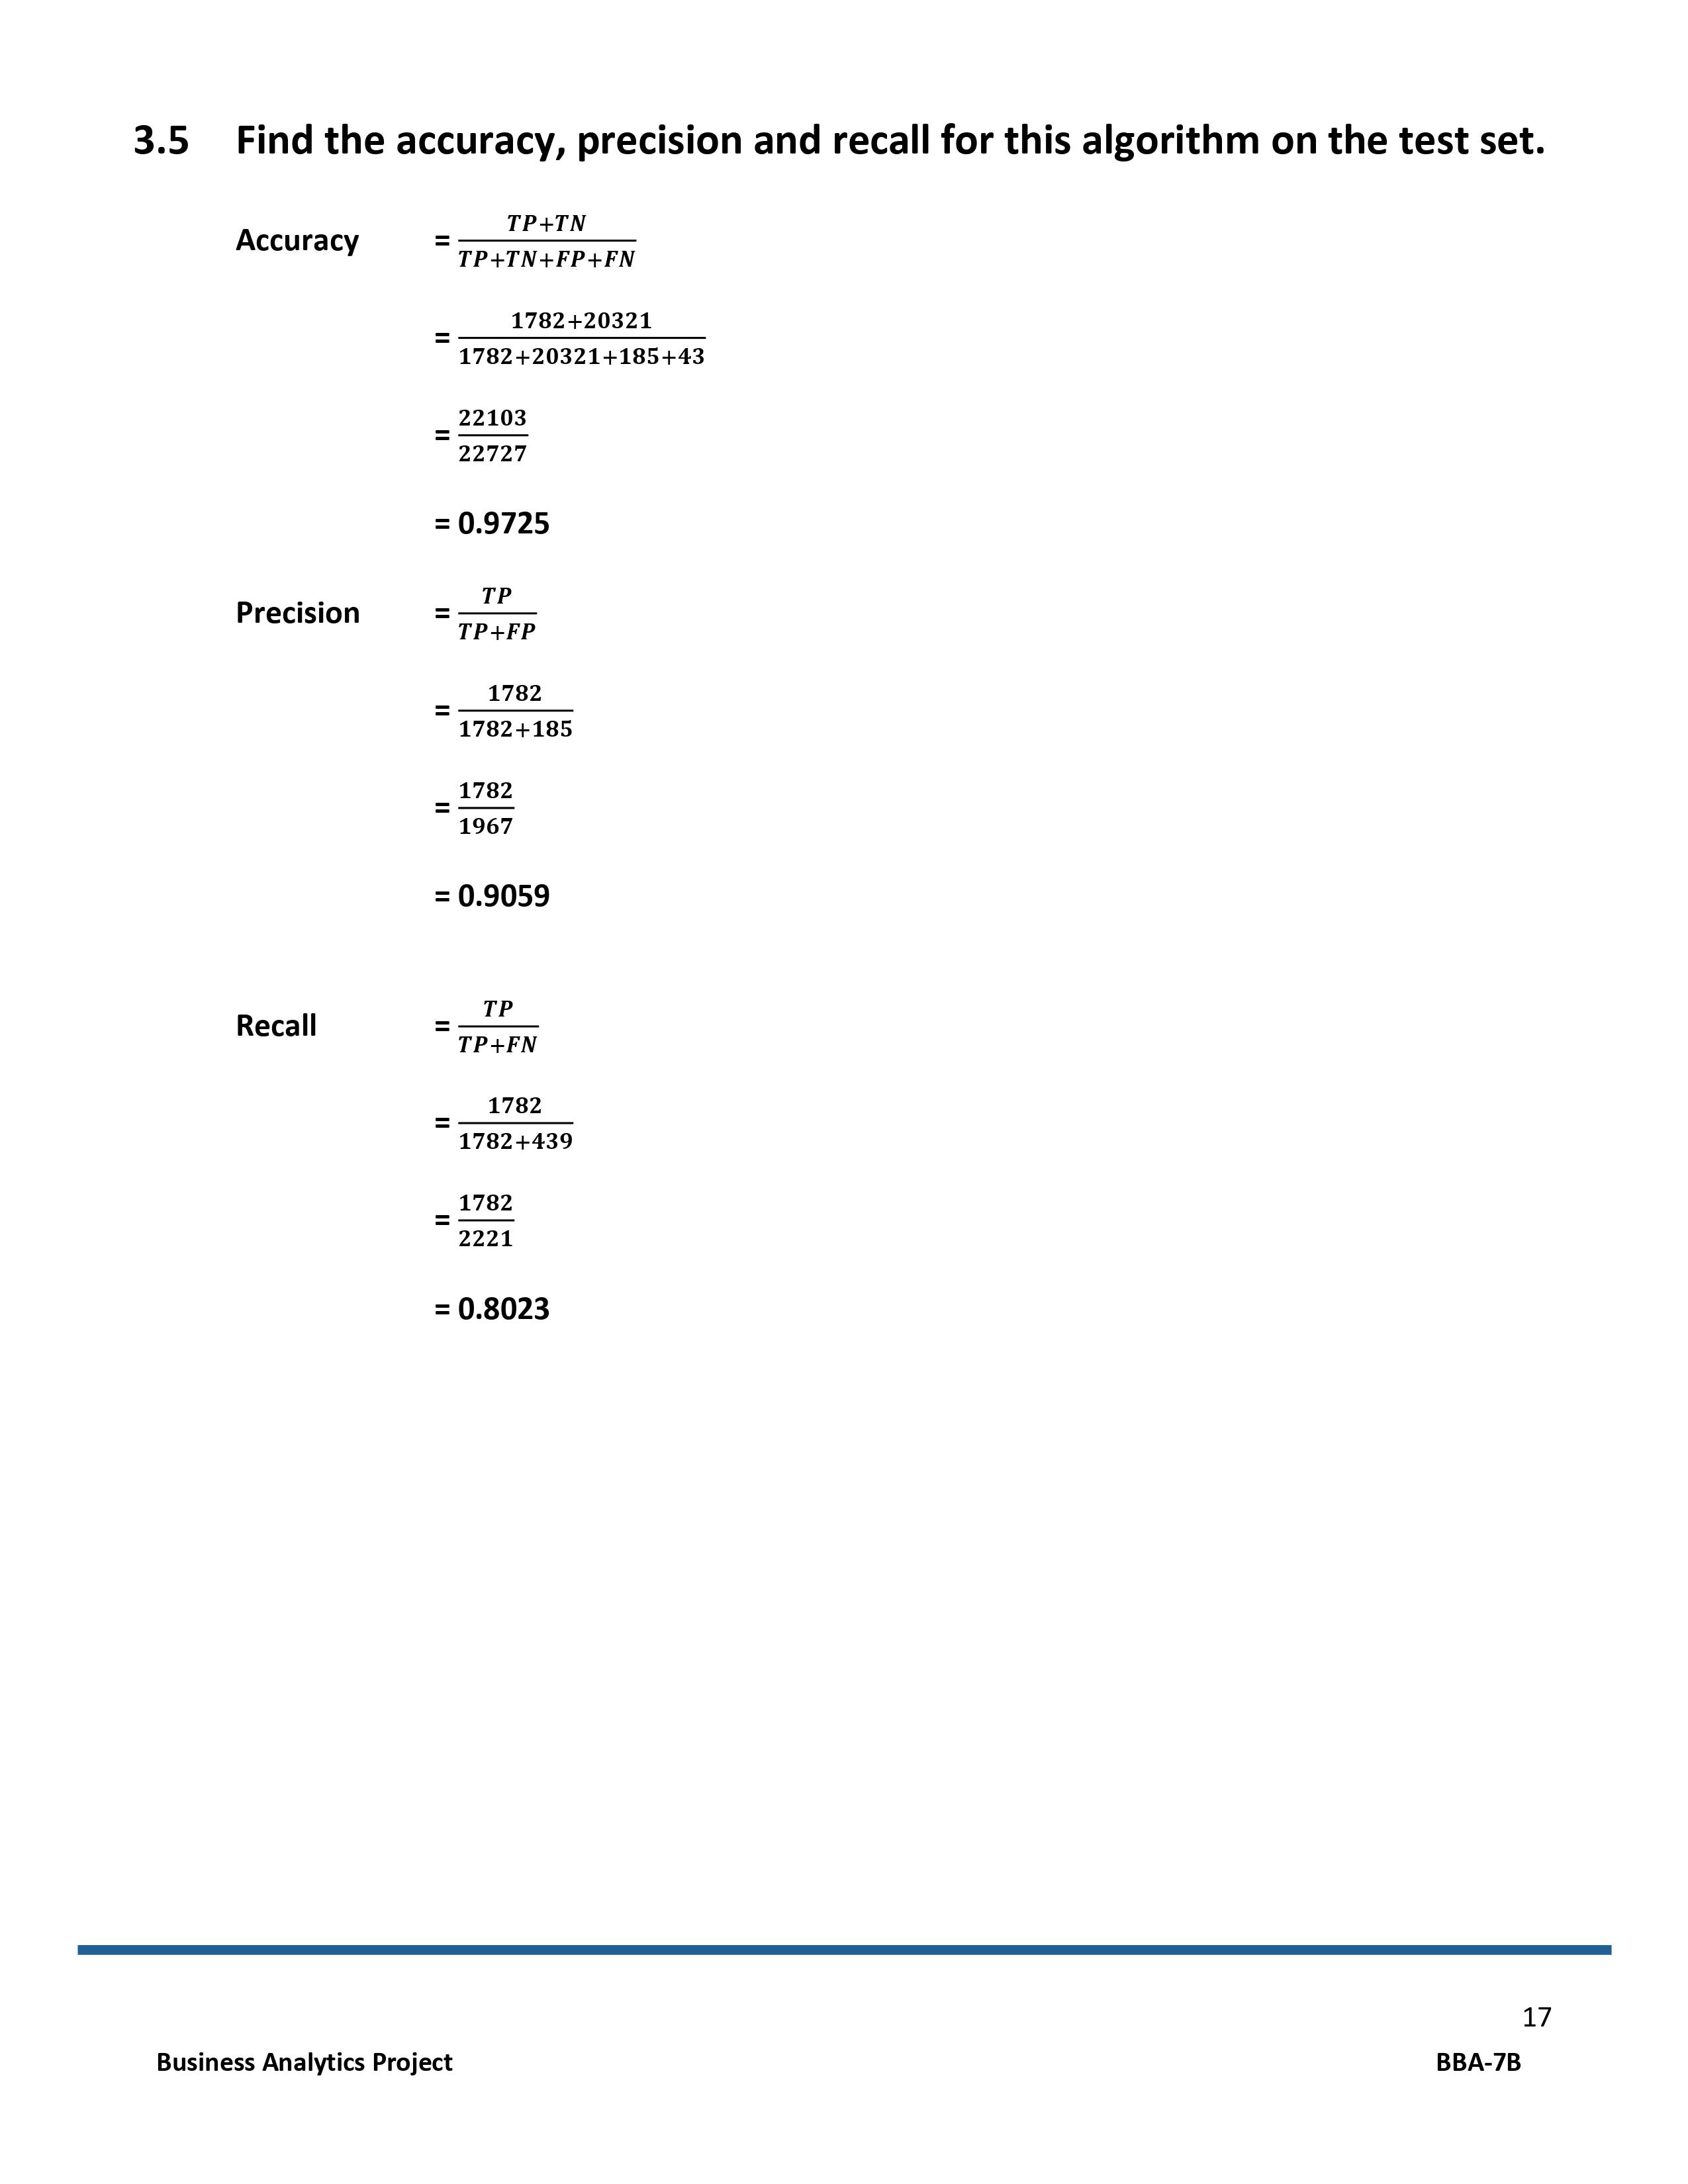 3.5 Find the accuracy, precision and recall for this algorithm on the test set.
Accuracy = \frac{TP+TN}{TP+TN+FP+FN}
= \frac{1782+20321}{1782+20321+185+43}
= \frac{22103}{22727}
= 0.9725
Precision = \frac{TP}{TP+FP}
= \frac{1782}{1782+185}
= \frac{1782}{1967}
= 0.9059
Recall = \frac{TP}{TP+FN}
= \frac{1782}{1782+439}
= \frac{1782}{2221}
= 0.8023
17
Business Analytics Project BBA-7B